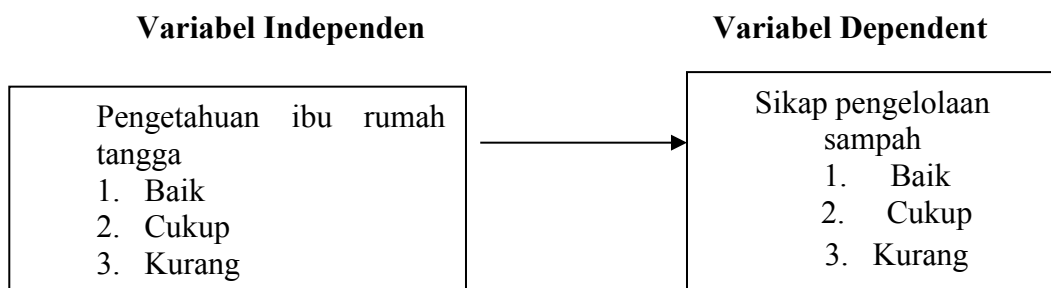 Variabel Independen
Variabel Dependent
Pengetahuan ibu rumah
tangga
1. Baik
2. Cukup
3. Kurang
Sikap pengelolaan
sampah
1. Baik
2. Cukup
3. Kurang